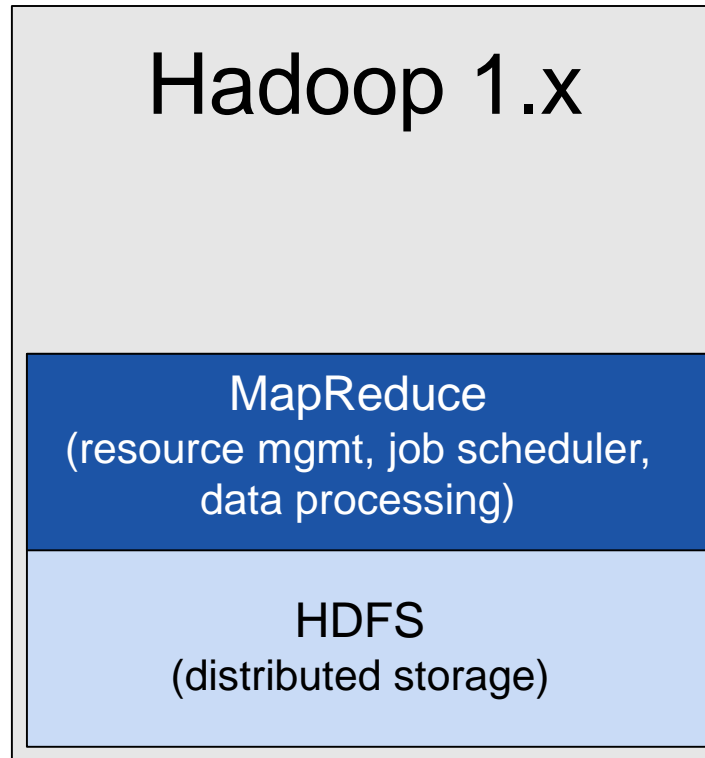 Hadoop 1.x
MapReduce
(resource mgmt, job scheduler,
data processing)
HDFS
(distributed storage)